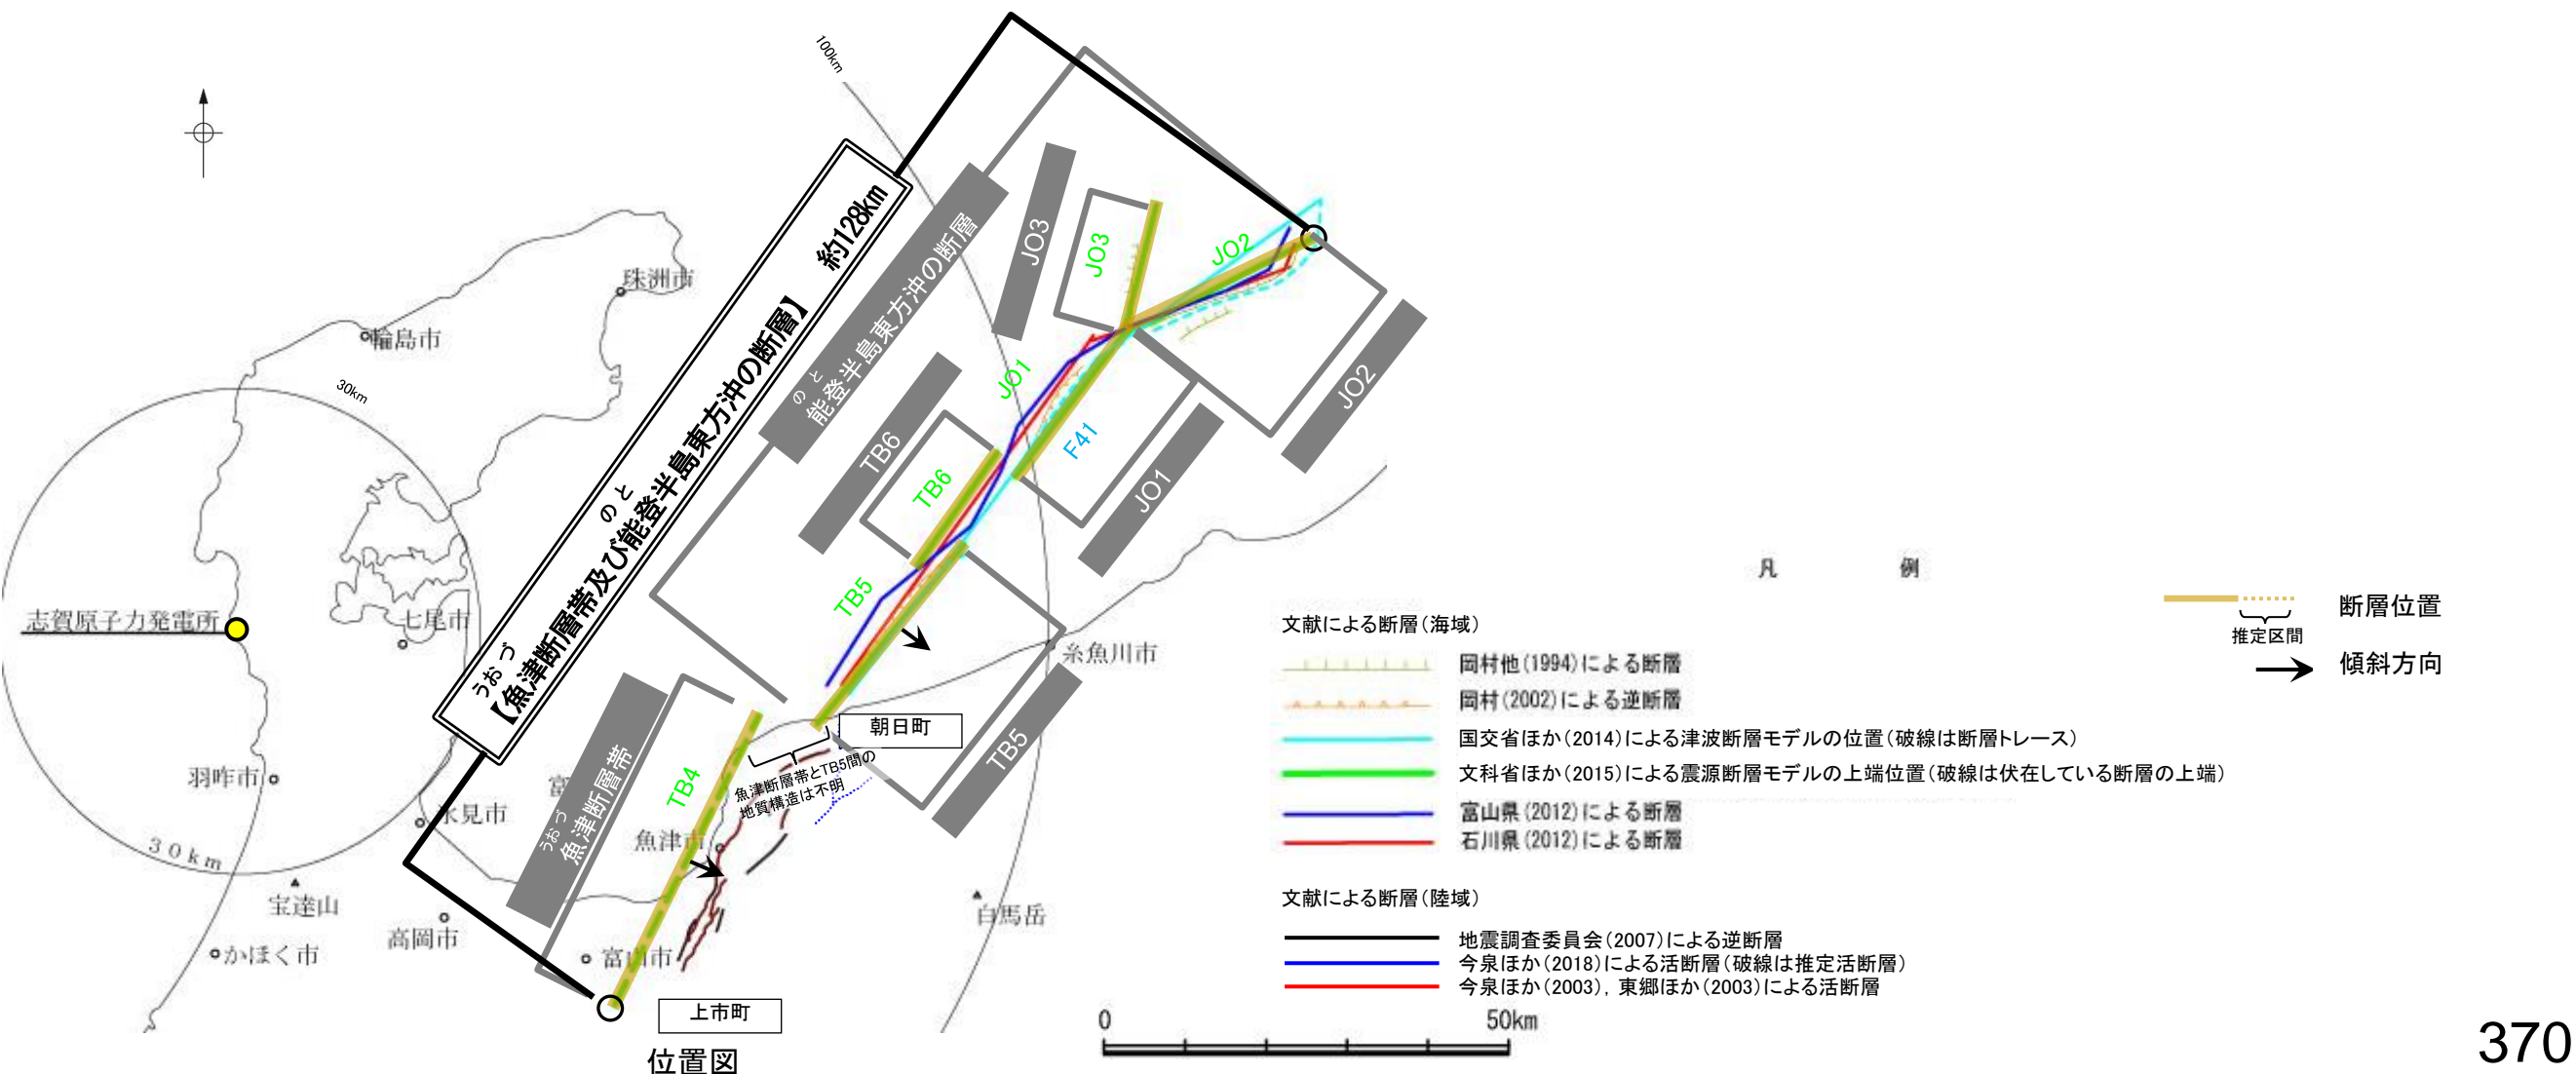 100km
【魚津断層帯及び能登半島東方沖の断層】 約128km
うおづ
のと
能登半島東方沖の断層
のと
JO3
JO3
JO2
JO2
JO1
JO1
F41
TB6
TB6
TB5
TB5
TB4
魚津断層帯
うおづ
珠洲市
輪島市
30km
志賀原子力発電所
七尾市
糸魚川市
朝日町
魚津断層帯とTB5間の
地質構造は不明
羽咋市
氷見市
富
魚津市
30km
宝達山
高岡市
かほく市
富山市
白馬岳
上市町
位置図
凡 例
文献による断層(海域)
岡村他(1994)による断層
岡村(2002)による逆断層
国交省ほか(2014)による津波断層モデルの位置(破線は断層トレース)
文科省ほか(2015)による震源断層モデルの上端位置(破線は伏在している断層の上端)
富山県(2012)による断層
石川県(2012)による断層
文献による断層(陸域)
地震調査委員会(2007)による逆断層
今泉ほか(2018)による活断層(破線は推定活断層)
今泉ほか(2003), 東郷ほか(2003)による活断層
断層位置
推定区間
傾斜方向
0 50km
370